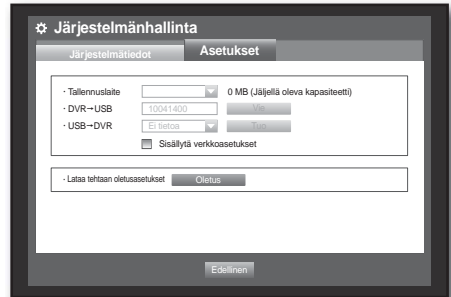 Järjestelmänhallinta
Järjestelmätiedot Asetukset
· Tallennuslaite 0 MB (Jäljellä oleva kapasiteetti)
· DVR→USB 10041400 Vie
· USB→DVR Ei tietoa Tuo
Sisällytä verkkoasetukset
· Lataa tehtaan oletusasetukset Oletus
Edellinen